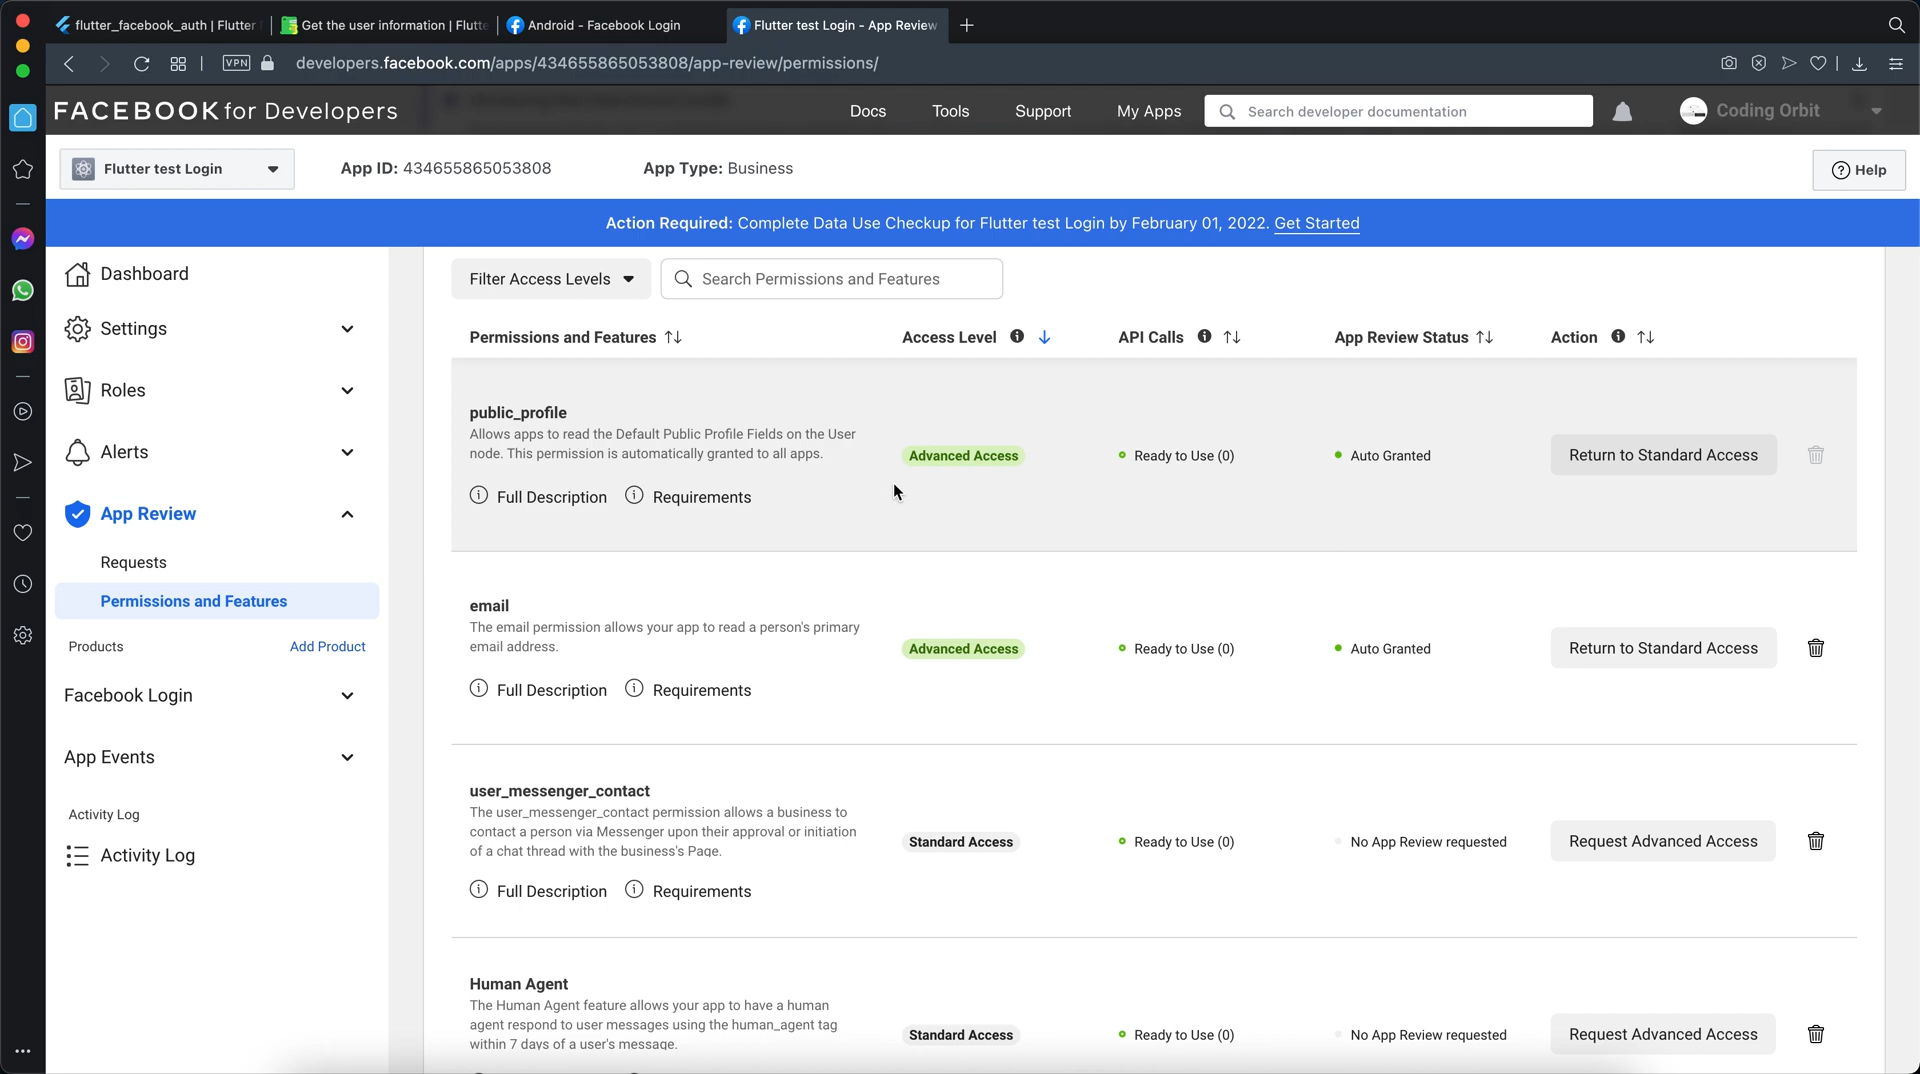 flutter_facebook_auth | Flutter
Get the user information | Flutte
Android - Facebook Login
Flutter test Login - App Review
VPN
developers.facebook.com/apps/434655865053808/app-review/permissions/
FACEBOOK for Developers
Docs
Tools
Support
My Apps
Search developer documentation
Coding Orbit
Flutter test Login
App ID: 434655865053808
App Type: Business
Help
Action Required: Complete Data Use Checkup for Flutter test Login by February 01, 2022. Get Started
Dashboard
Settings
Roles
Alerts
App Review
Requests
Permissions and Features
Products
Add Product
Facebook Login
App Events
Activity Log
Activity Log
Filter Access Levels
Search Permissions and Features
Permissions and Features
Access Level
API Calls
App Review Status
Action
public_profile
Allows apps to read the Default Public Profile Fields on the User
node. This permission is automatically granted to all apps.
Full Description
Requirements
Advanced Access
Ready to Use (0)
Auto Granted
Return to Standard Access
email
The email permission allows your app to read a person's primary
email address.
Full Description
Requirements
Advanced Access
Ready to Use (0)
Auto Granted
Return to Standard Access
user_messenger_contact
The user_messenger_contact permission allows a business to
contact a person via Messenger upon their approval or initiation
of a chat thread with the business's Page.
Full Description
Requirements
Standard Access
Ready to Use (0)
No App Review requested
Request Advanced Access
Human Agent
The Human Agent feature allows your app to have a human
agent respond to user messages using the human_agent tag
within 7 days of a user's message.
Standard Access
Ready to Use (0)
No App Review requested
Request Advanced Access